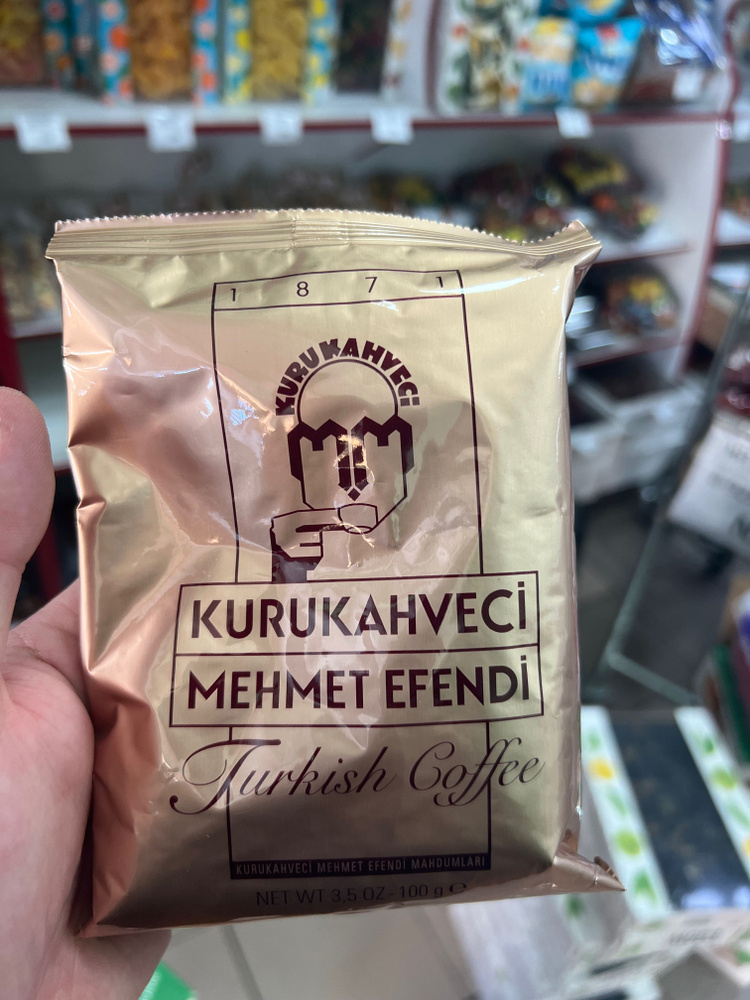 1 8 7 1
KURUKAHVECİ
KURUKAHVECİ
MEHMET EFENDİ
Turkish Coffee
KURUKAHVECİ MEHMET EFENDİ MAHDUMLARI
NET WT 3,5 OZ - 100 g ℮